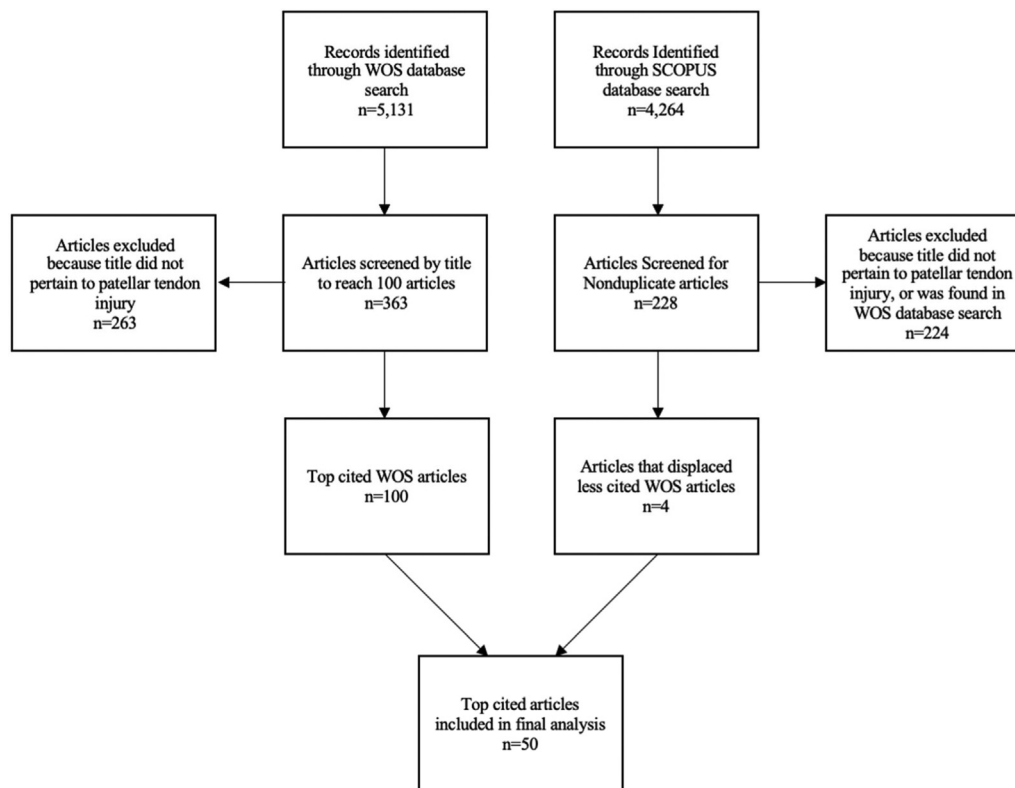 Records identified
through WOS database
search
n=5,131
Records Identified
through SCOPUS
database search
n=4,264
Articles excluded
because title did not
pertain to patellar tendon
injury
n=263
Articles screened by title
to reach 100 articles
n=363
Articles Screened for
Nonduplicate articles
n=228
Articles excluded
because title did not
pertain to patellar tendon
injury, or was found in
WOS database search
n=224
Top cited WOS articles
n=100
Articles that displaced
less cited WOS articles
n=4
Top cited articles
included in final analysis
n=50